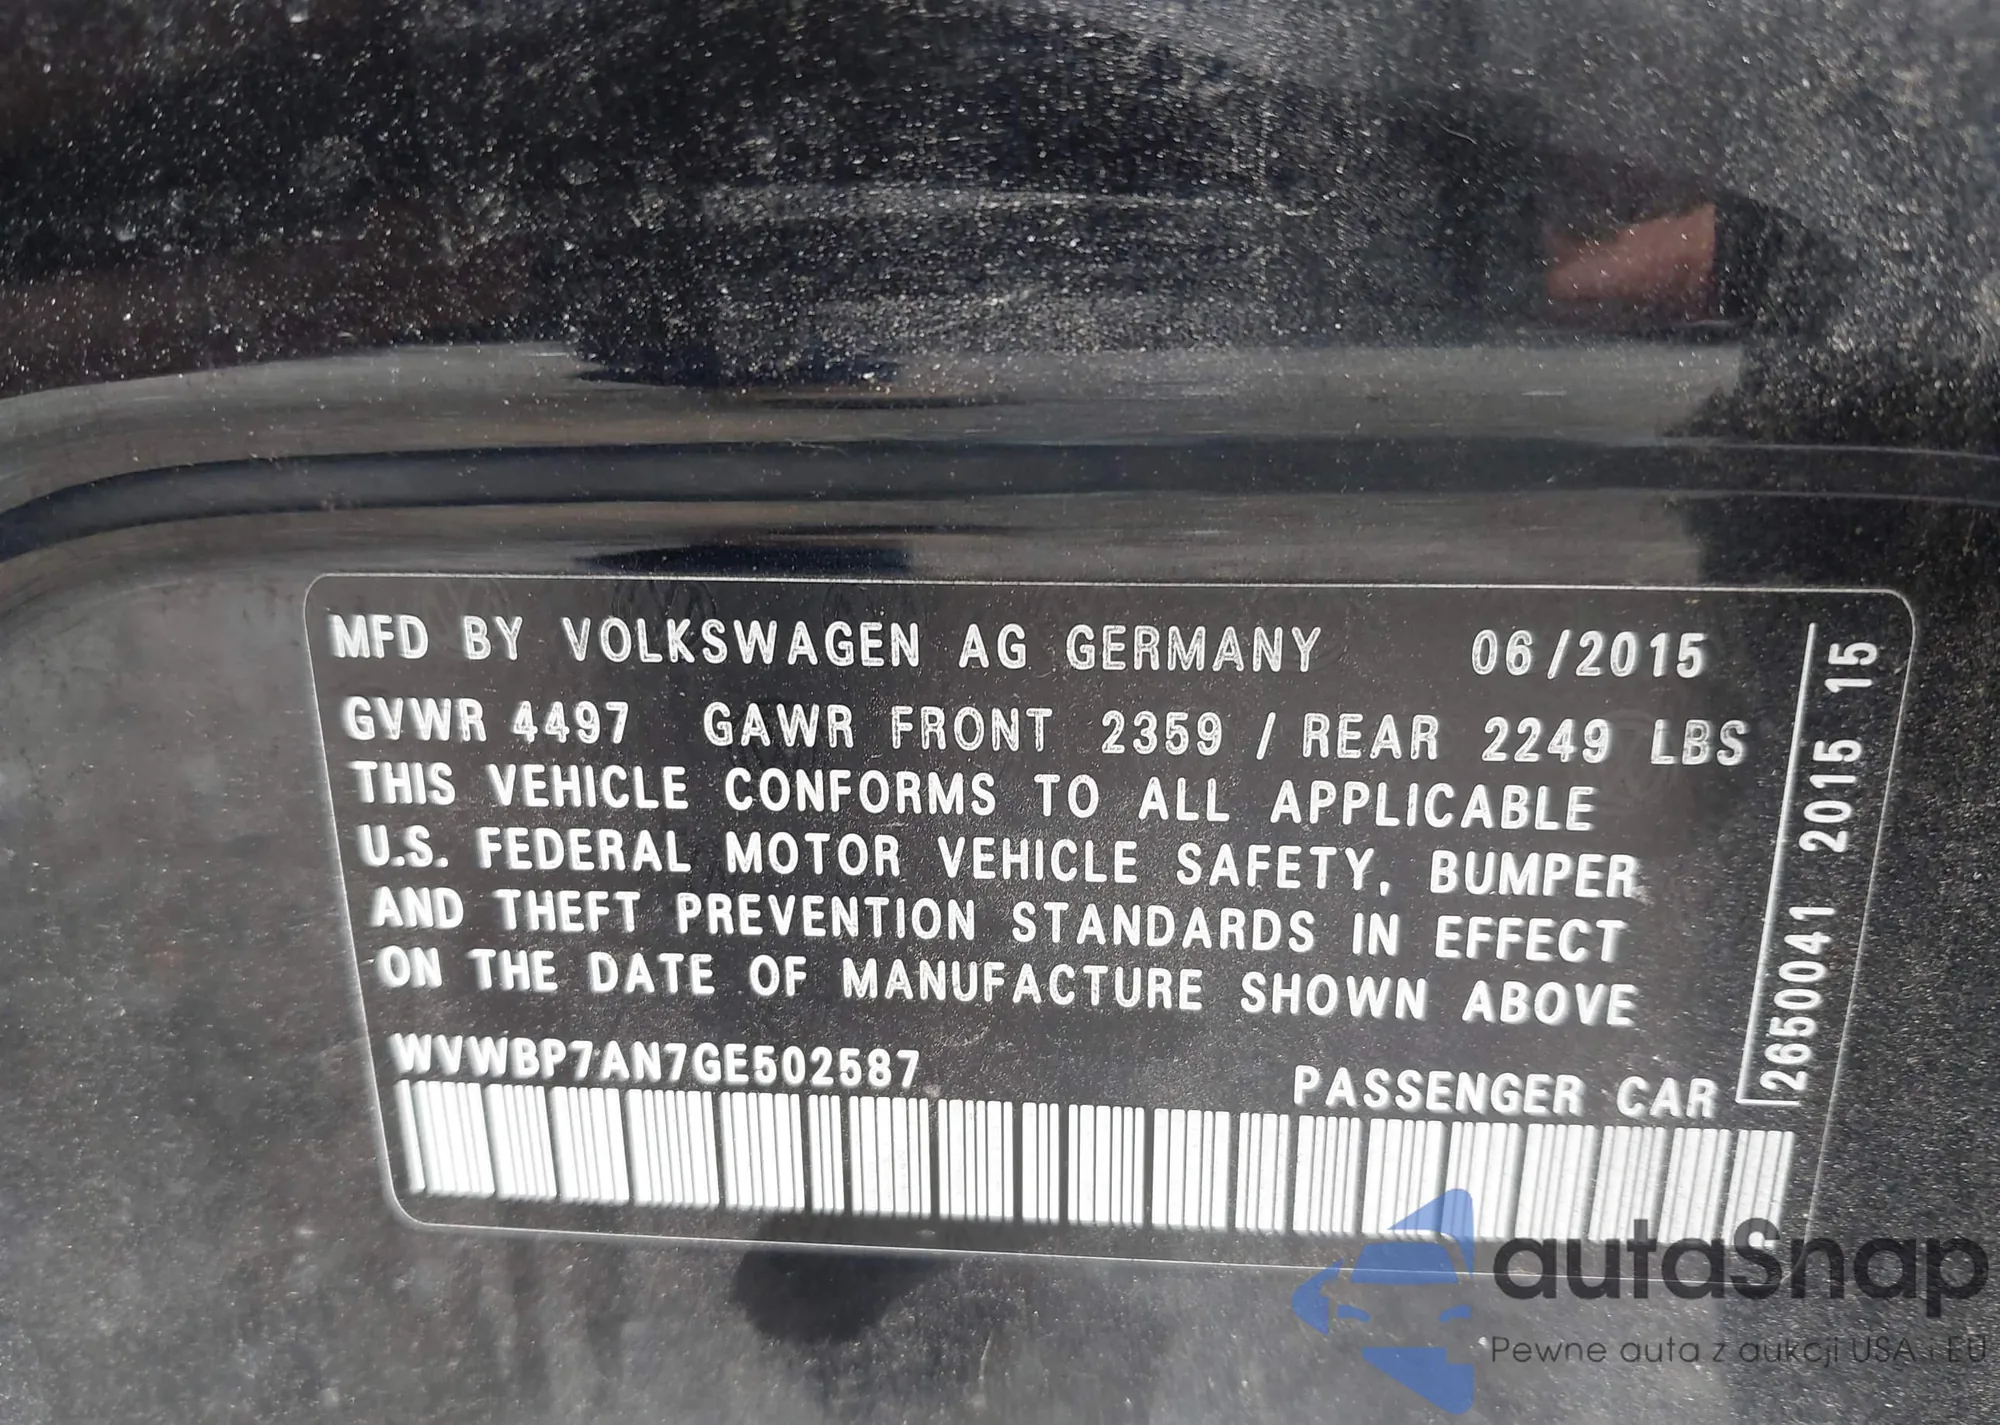 MFD BY VOLKSWAGEN AG GERMANY 06/2015
GVWR 4497 GAWR FRONT 2359 / REAR 2249 LBS
THIS VEHICLE CONFORMS TO ALL APPLICABLE
U.S. FEDERAL MOTOR VEHICLE SAFETY, BUMPER
AND THEFT PREVENTION STANDARDS IN EFFECT
ON THE DATE OF MANUFACTURE SHOWN ABOVE
WVWBP7AN7GE502587 PASSENGER CAR
2650041 2015 15
autaSnap
Pewne auta z aukcji USA i EU